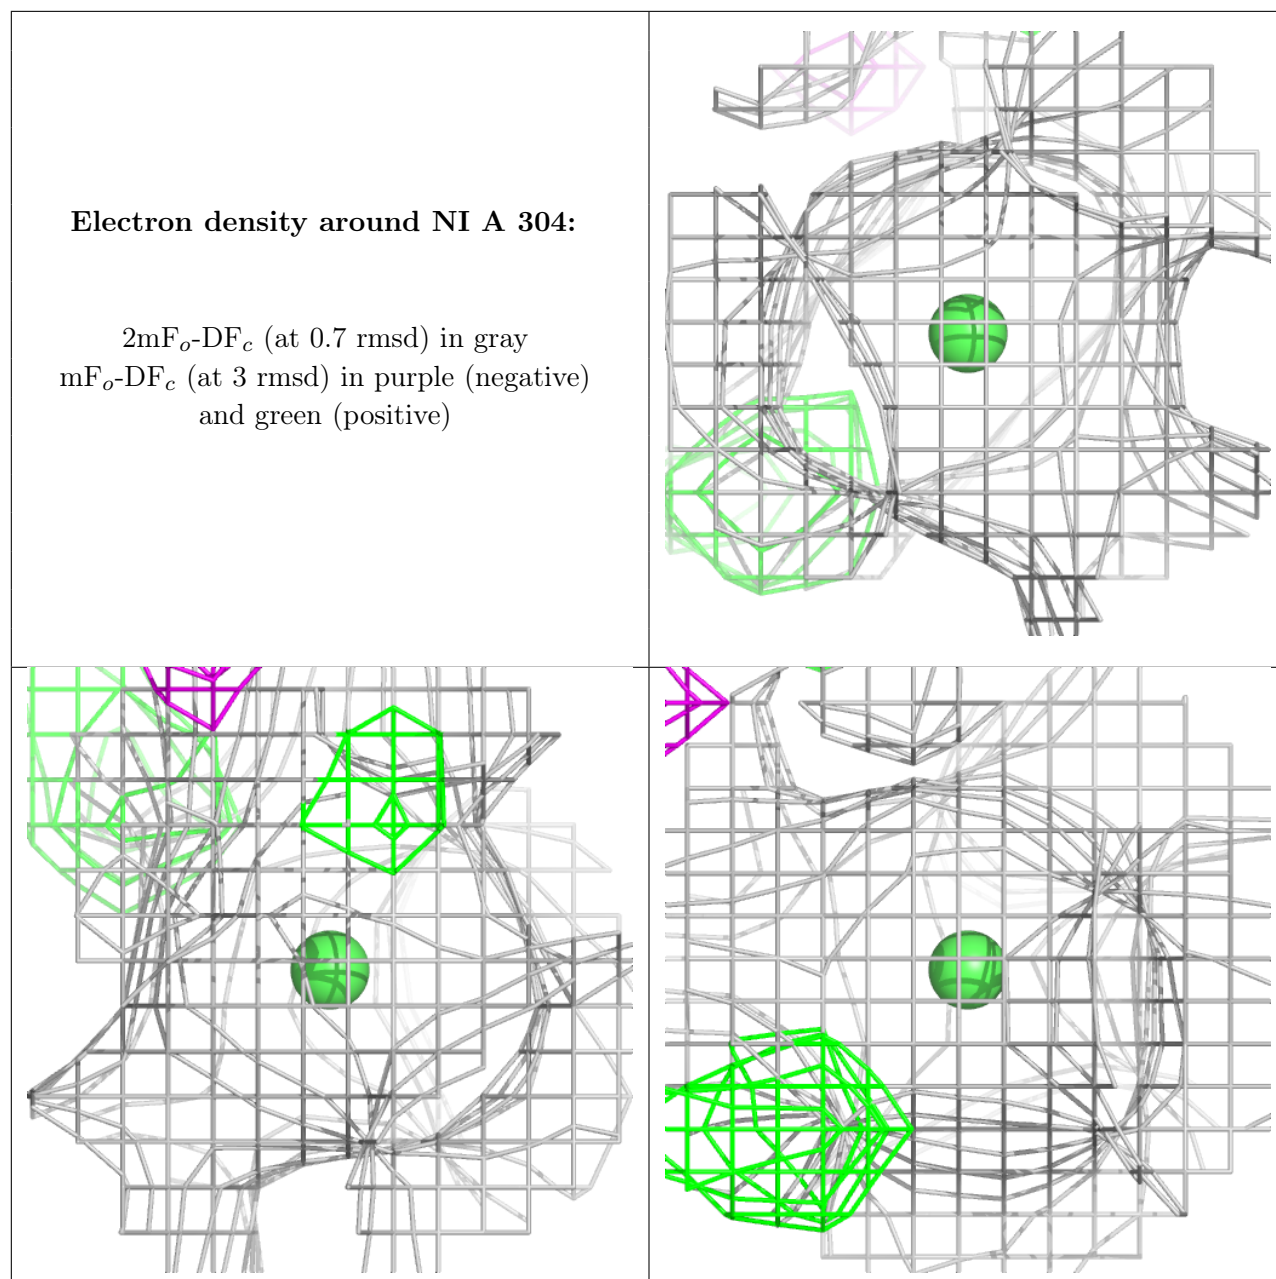 Electron density around NI A 304:
2mFo-DFc (at 0.7 rmsd) in gray
mFo-DFc (at 3 rmsd) in purple (negative)
and green (positive)